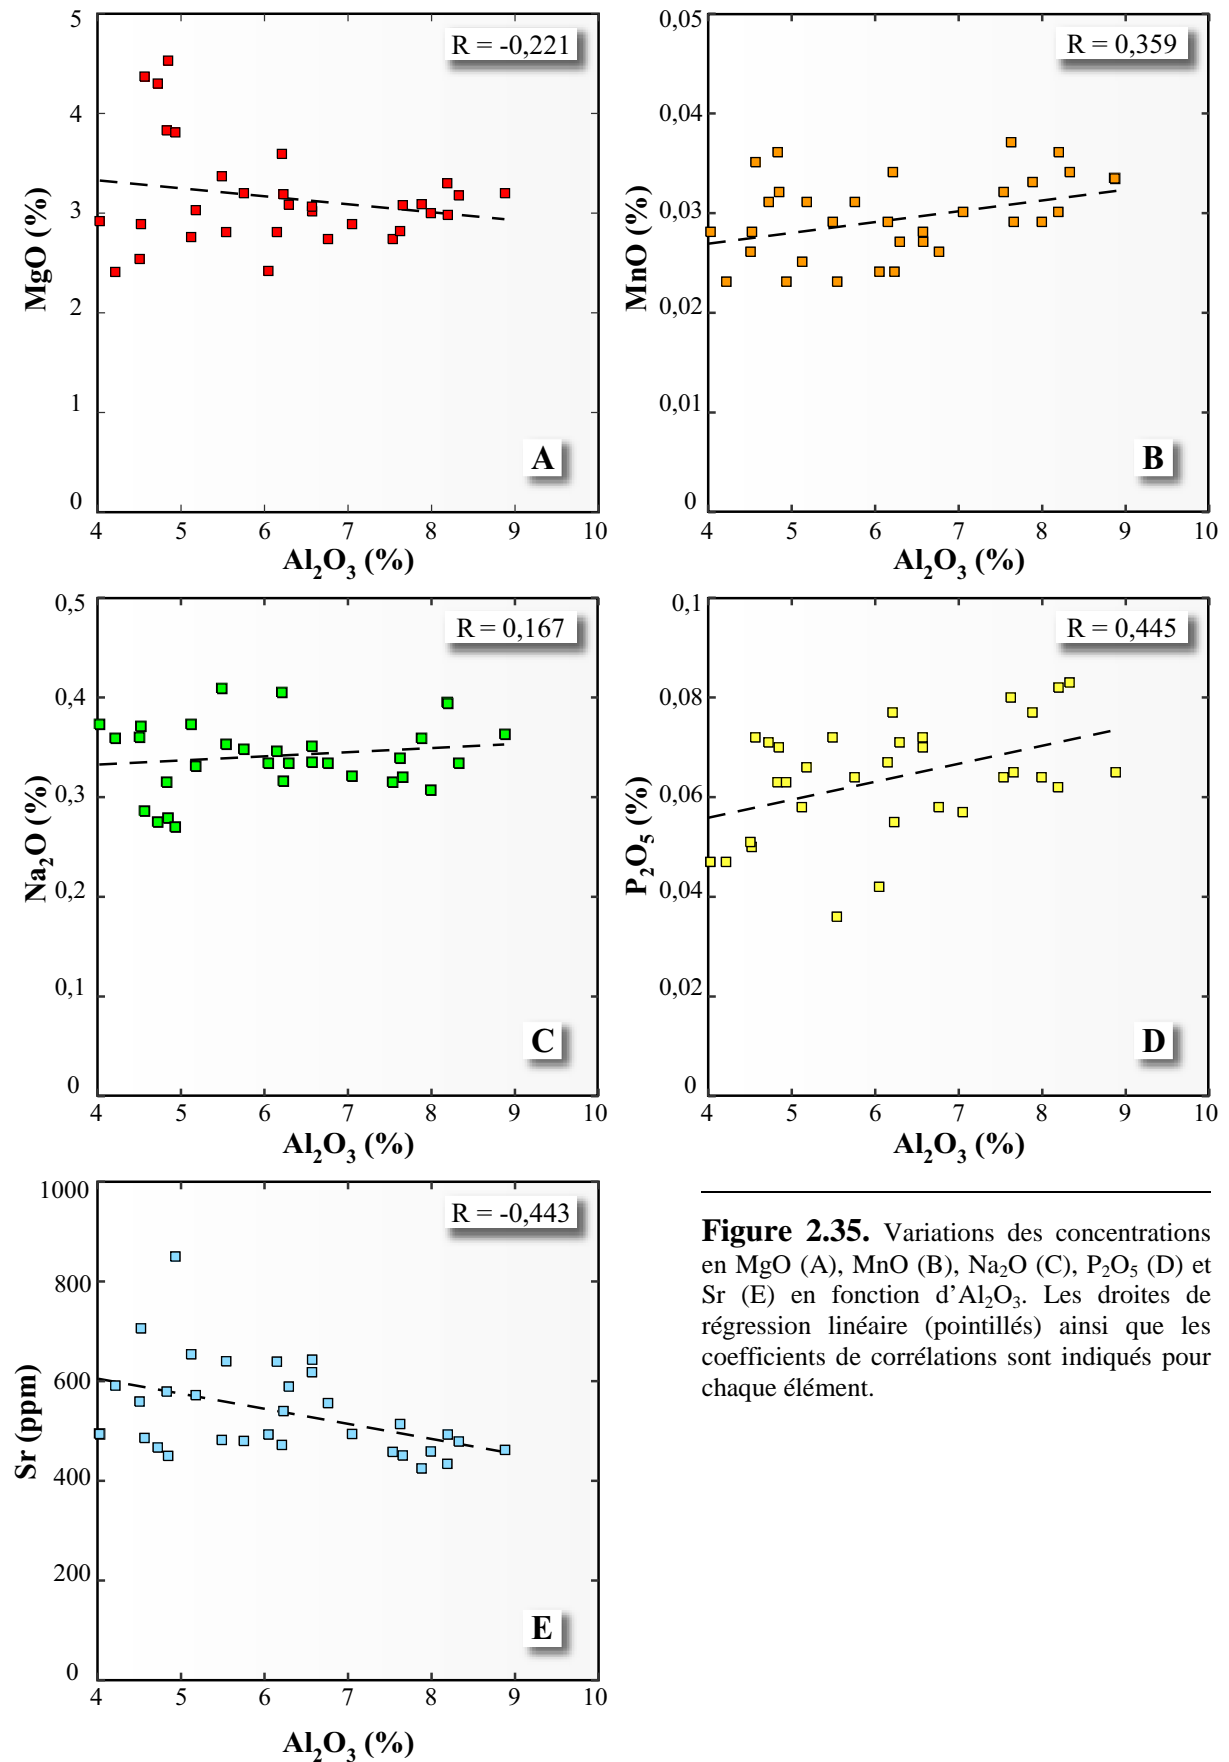 5
4
3
2
1
0
MgO (%)
R = -0,221
A
4 5 6 7 8 9 10
Al₂O₃ (%)
0,05
0,04
0,03
0,02
0,01
0
MnO (%)
R = 0,359
B
4 5 6 7 8 9 10
Al₂O₃ (%)
0,5
0,4
0,3
0,2
0,1
0
Na₂O (%)
R = 0,167
C
4 5 6 7 8 9 10
Al₂O₃ (%)
0,1
0,08
0,06
0,04
0,02
0
P₂O₅ (%)
R = 0,445
D
4 5 6 7 8 9 10
Al₂O₃ (%)
1000
800
600
400
200
0
Sr (ppm)
R = -0,443
E
4 5 6 7 8 9 10
Al₂O₃ (%)
Figure 2.35. Variations des concentrations
en MgO (A), MnO (B), Na₂O (C), P₂O₅ (D) et
Sr (E) en fonction d'Al₂O₃. Les droites de
régression linéaire (pointillés) ainsi que les
coefficients de corrélations sont indiqués pour
chaque élément.